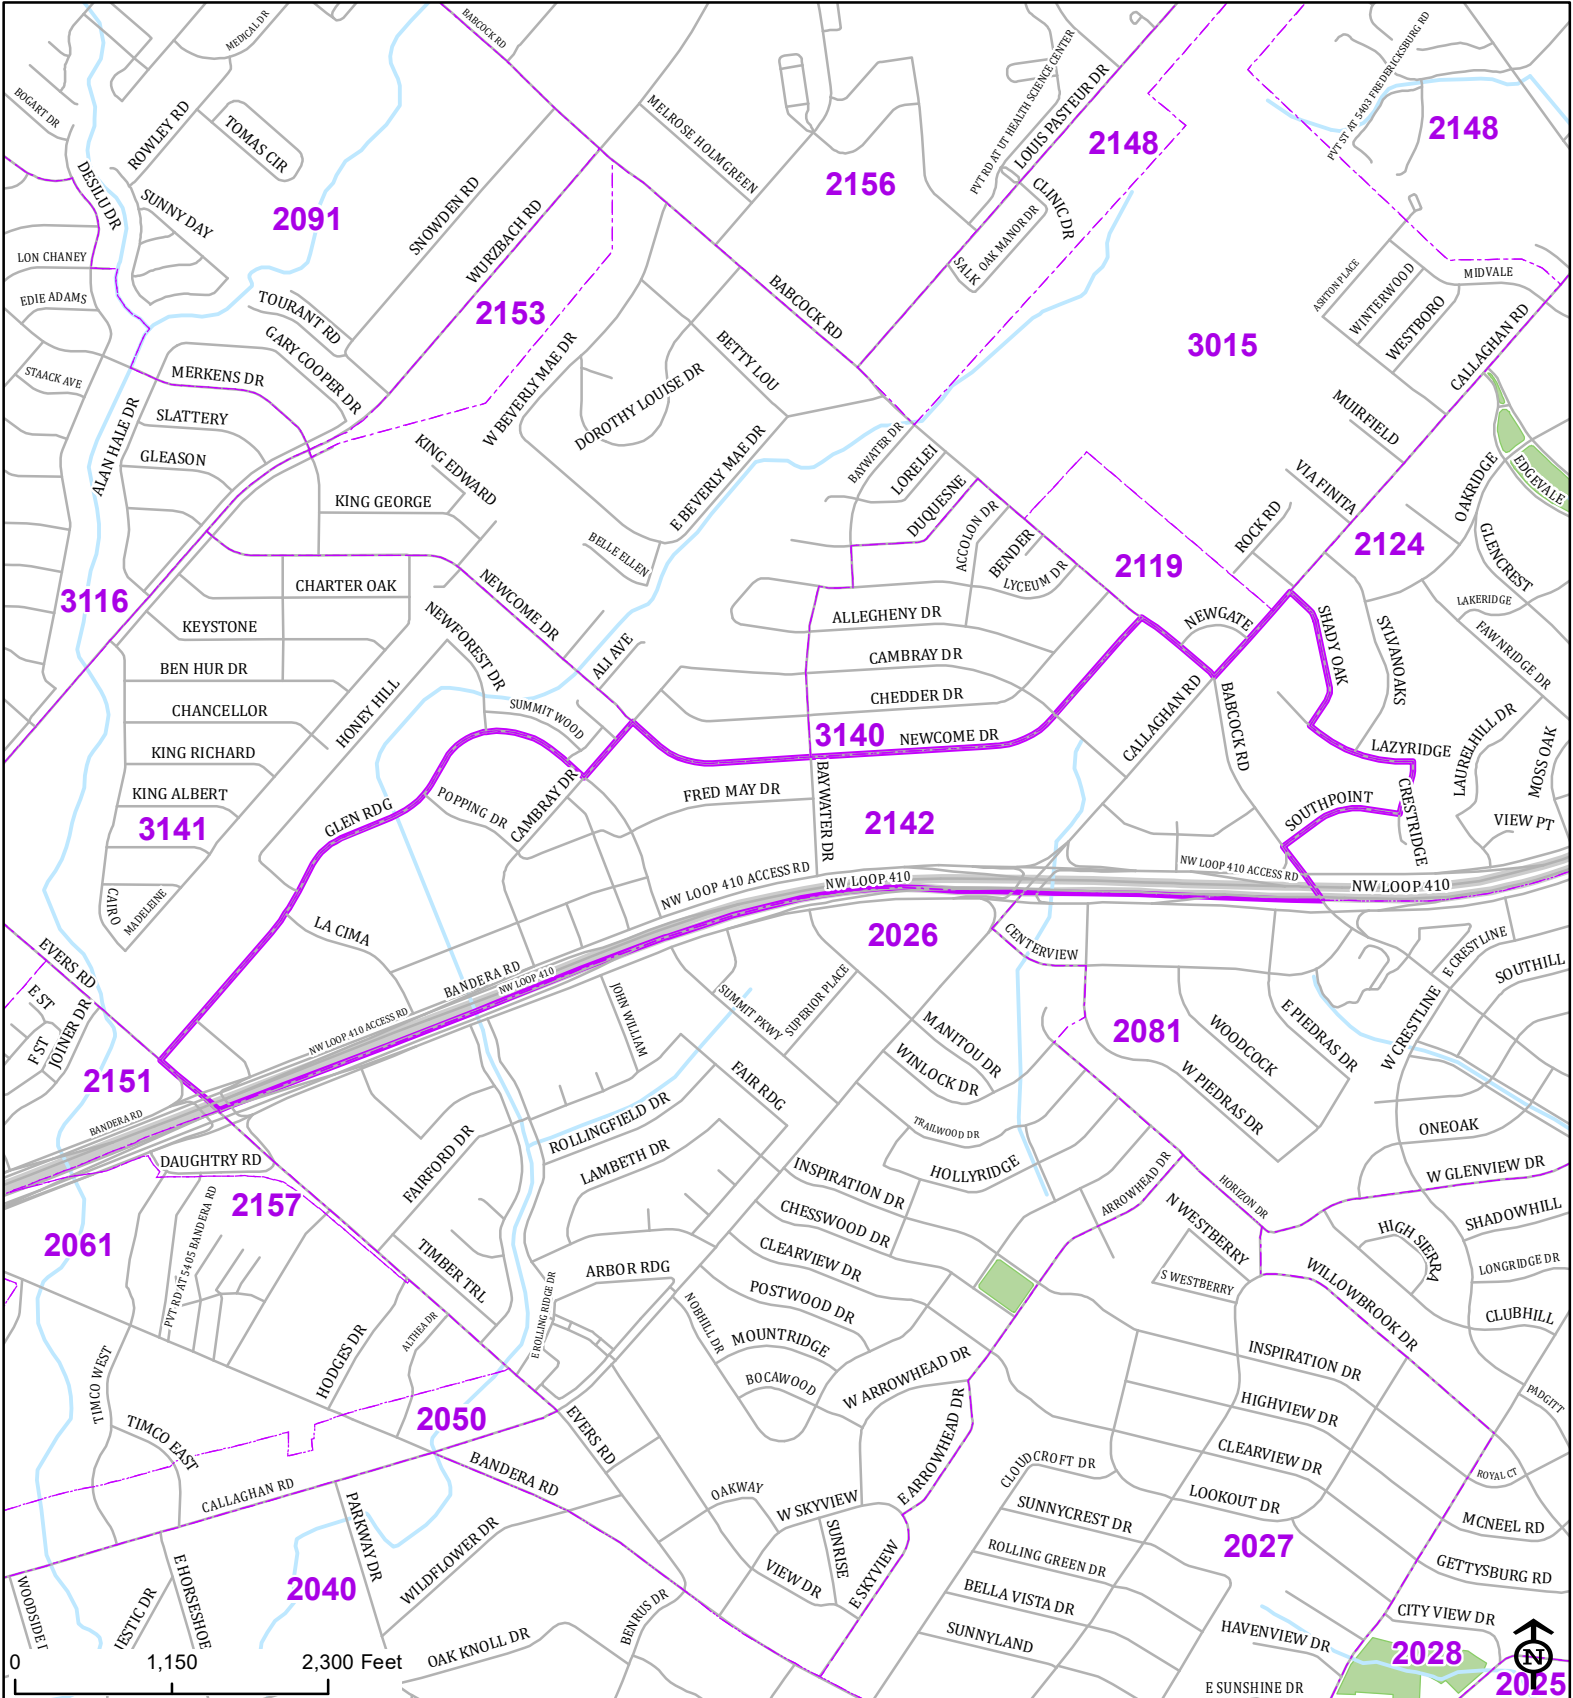 BABCOCK RD
MEDICAL DR
BOGART DR
ROWLEY RD
TOMAS CIR
MELROSE HOLMGREEN
PVT RD AT UT HEALTH SCIENCE CENTER
LOUIS PASTEUR DR
PVT ST AT 5403 FREDERICKSBURG RD
2148
2148
2156
DESILU DR
SUNNY DAY
2091
SNOWDEN RD
WURZBACH RD
CLINIC DR
OAK MANOR DR
SALK
LON CHANEY
EDIE ADAMS
TOURANT RD
2153
BABCOCK RD
ASHTON PLACE
WINTERWOOD
WESTBORO
MIDVALE
CALLAGHAN RD
3015
GARY COOPER DR
STAACK AVE
MERKENS DR
SLATTERY
GLEASON
ALAN HALE DR
W BEVERLY MAE DR
BETTY LOU
DOROTHY LOUISE DR
MUIRFIELD
KING EDWARD
KING GEORGE
E BEVERLY MAE DR
BAYWATER DR
LORELEI
DUQUESNE
VIA FINITA
OAKRIDGE
EDGEVALE
BELLE ELLEN
ACCOLON DR
BENDER
LYCEUM DR
ROCK RD
2124
GLENCREST
2119
3116
CHARTER OAK
NEWCOME DR
KEYSTONE
NEWFOREST DR
ALLEGHENY DR
NEWGATE
SHADY OAK
SYLVANOAKS
LAKERIDGE
FAWNRIDGE DR
ALI AVE
BEN HUR DR
CAMBRAY DR
CHEDDER DR
CHANCELLOR
HONEY HILL
SUMMIT WOOD
3140
NEWCOME DR
CALLAGHAN RD
BABCOCK RD
LAZYRIDGE
LAURELHILL DR
MOSS OAK
KING RICHARD
KING ALBERT
3141
GLEN RDG
POPPING DR
CAMBRAY DR
FRED MAY DR
BAYWATER DR
2142
SOUTHPOINT
CRESTRIDGE
VIEW PT
NW LOOP 410 ACCESS RD
NW LOOP 410
NW LOOP 410 ACCESS RD
NW LOOP 410
CAIRO
MADELEINE
LA CIMA
EVERS RD
BANDERA RD
NW LOOP 410
2026
CENTERVIEW
E CRESTLINE
SOUTHILL
E ST
F ST
JOINER DR
NW LOOP 410 ACCESS RD
JOHN WILLIAM
SUMMIT PKWY
SUPERIOR PLACE
MANITOU DR
WINLOCK DR
2081
WOODCOCK
E PIEDRAS DR
W CRESTLINE
W PIEDRAS DR
2151
BANDERA RD
FAIR RDG
ROLLINGFIELD DR
LAMBETH DR
TRAILWOOD DR
HOLLYRIDGE
ONEOAK
DAUGHTRY RD
FAIRFORD DR
INSPIRATION DR
ARROWHEAD DR
HORIZON DR
W GLENVIEW DR
2157
PVT RD AT 5405 BANDERA RD
CHESSWOOD DR
N WESTBERRY
HIGH SIERRA
SHADOWHILL
2061
TIMBER TRL
CLEARVIEW DR
LONGRIDGE DR
ARBOR RDG
S WESTBERRY
WILLOWBROOK DR
CLUBHILL
E ROLLING RIDGE DR
POSTWOOD DR
NOBHILL DR
MOUNTRIDGE
HODGES DR
ALTHEA DR
TIMCO WEST
BOCAWOOD
W ARROWHEAD DR
INSPIRATION DR
PADGITT
2050
TIMCO EAST
EVERS RD
E ARROWHEAD DR
HIGHVIEW DR
CLEARVIEW DR
CLOUDCROFT DR
BANDERA RD
CALLAGHAN RD
OAKWAY
ROYAL CT
W SKYVIEW
LOOKOUT DR
SUNNYCREST DR
MCNEEL RD
PARKWAY DR
WILDFLOWER DR
SUNRISE
2027
E HORSESHOE
ROLLING GREEN DR
GETTYSBURG RD
WOODSIDE
ESTIC DR
2040
VIEW DR
E SKYVIEW
BELLA VISTA DR
CITY VIEW DR
BENRUS DR
OAK KNOLL DR
SUNNYLAND
HAVENVIEW DR
2028
N
2025
E SUNSHINE DR
0 1,150 2,300 Feet